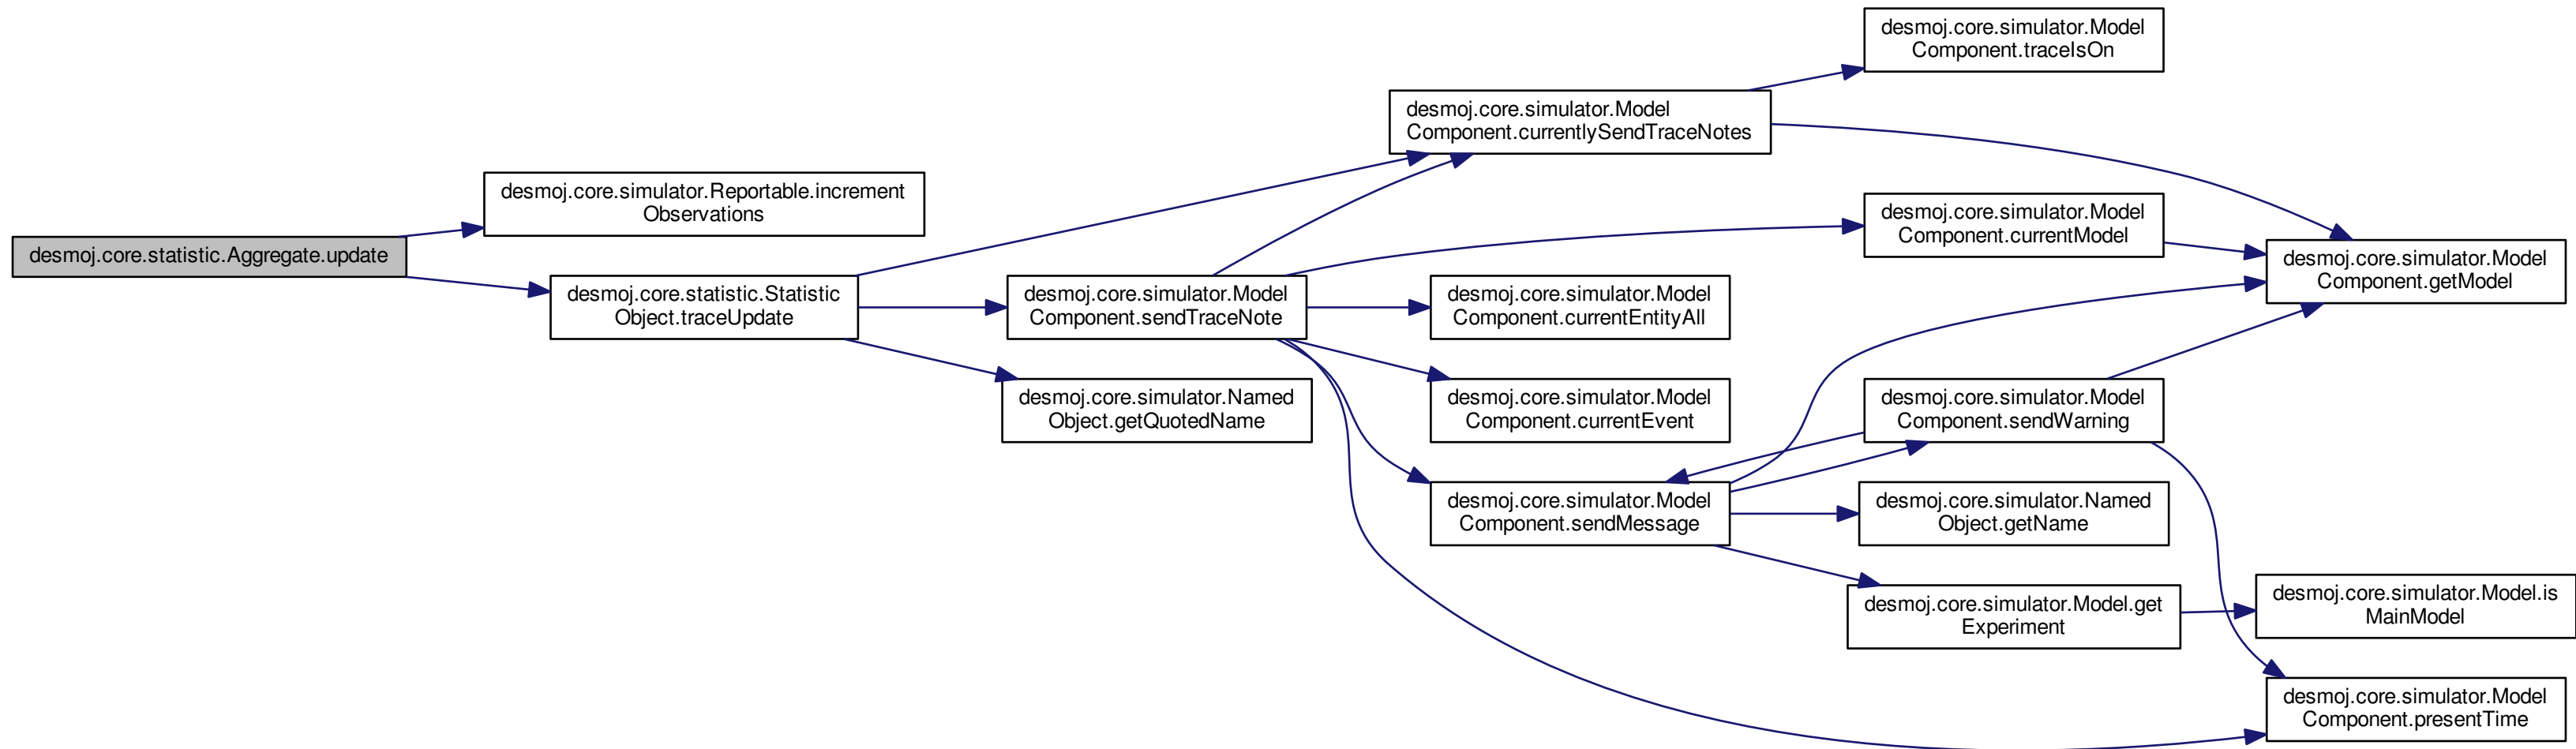 desmoj.core.statistic.Aggregate.update
desmoj.core.simulator.Reportable.increment
Observations
desmoj.core.statistic.Statistic
Object.traceUpdate
desmoj.core.simulator.Model
Component.sendTraceNote
desmoj.core.simulator.Named
Object.getQuotedName
desmoj.core.simulator.Model
Component.currentlySendTraceNotes
desmoj.core.simulator.Model
Component.currentEntityAll
desmoj.core.simulator.Model
Component.currentEvent
desmoj.core.simulator.Model
Component.sendMessage
desmoj.core.simulator.Model
Component.traceIsOn
desmoj.core.simulator.Model
Component.currentModel
desmoj.core.simulator.Model
Component.sendWarning
desmoj.core.simulator.Named
Object.getName
desmoj.core.simulator.Model.get
Experiment
desmoj.core.simulator.Model
Component.getModel
desmoj.core.simulator.Model.is
MainModel
desmoj.core.simulator.Model
Component.presentTime